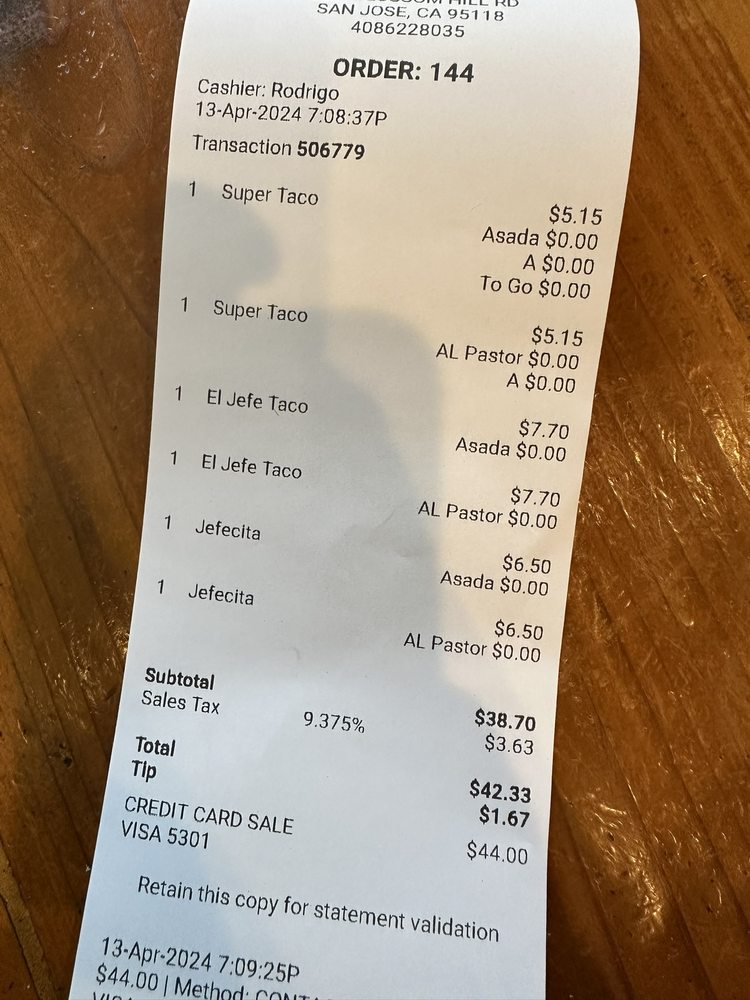 HILL RD
SAN JOSE, CA 95118
4086228035
ORDER: 144
Cashier: Rodrigo
13-Apr-2024 7:08:37P
Transaction 506779
1 Super Taco $5.15
Asada $0.00
A $0.00
To Go $0.00
1 Super Taco $5.15
AL Pastor $0.00
A $0.00
1 El Jefe Taco $7.70
Asada $0.00
1 El Jefe Taco $7.70
AL Pastor $0.00
1 Jefecita $6.50
Asada $0.00
1 Jefecita $6.50
AL Pastor $0.00
Subtotal $38.70
Sales Tax 9.375% $3.63
Total $42.33
Tip $1.67
CREDIT CARD SALE $44.00
VISA 5301
Retain this copy for statement validation
13-Apr-2024 7:09:25P
$44.00 | Method: